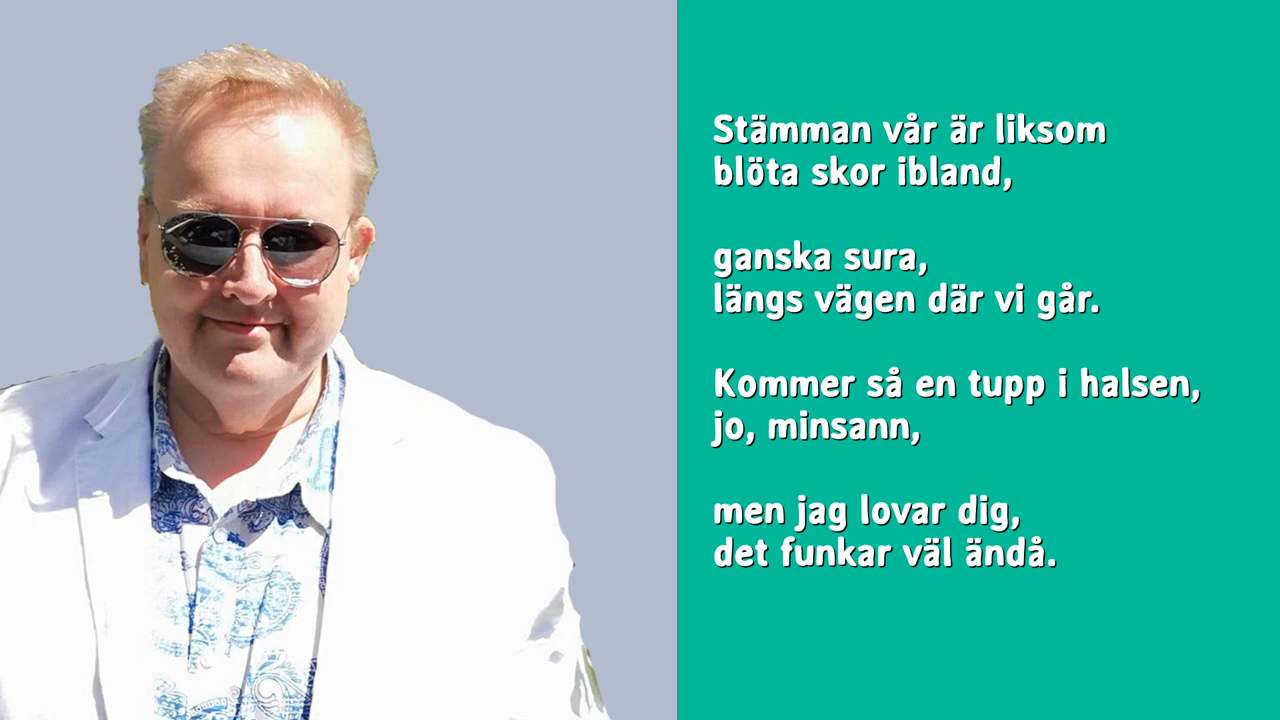 Stämman vår är liksom
blöta skor ibland,
ganska sura,
längs vägen där vi går.
Kommer så en tupp i halsen,
jo, minsann,
men jag lovar dig,
det funkar väl ändå.